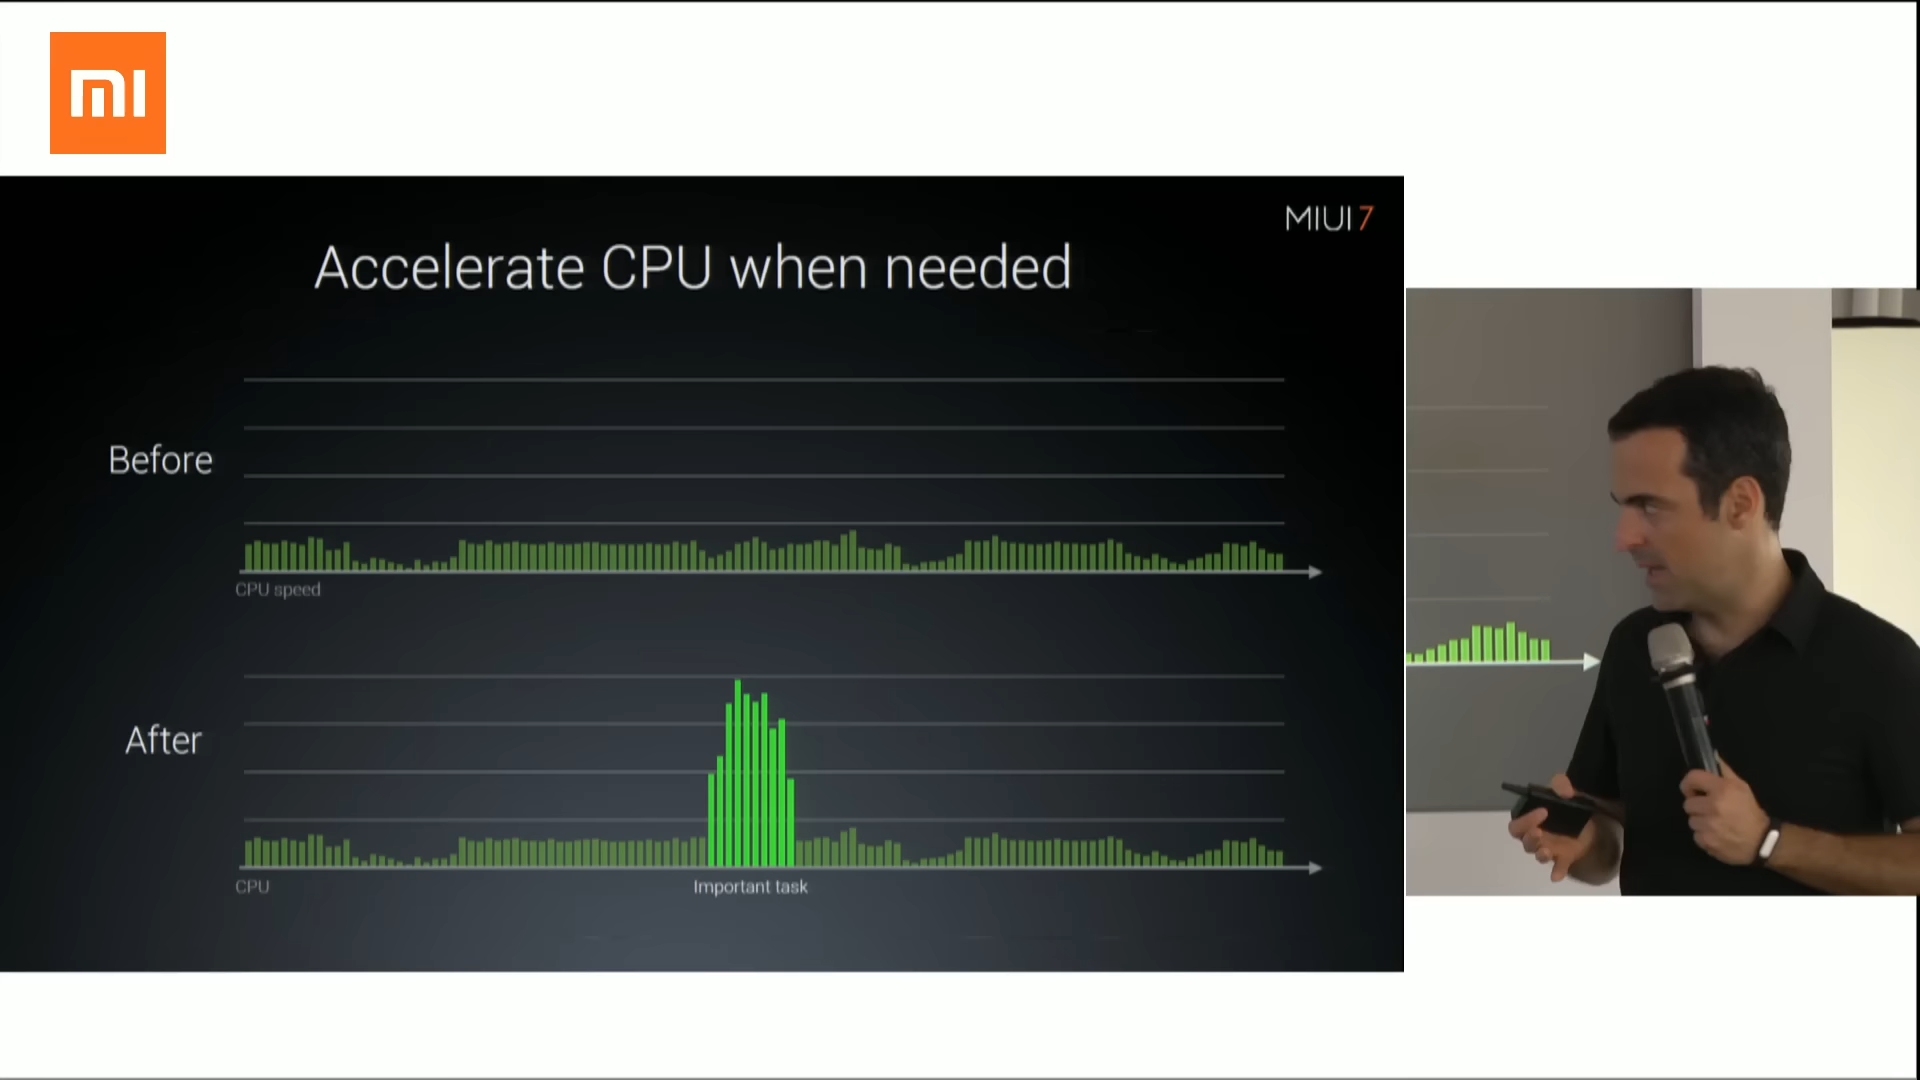 mi
MIUI 7
Accelerate CPU when needed
Before
CPU speed
After
CPU
Important task